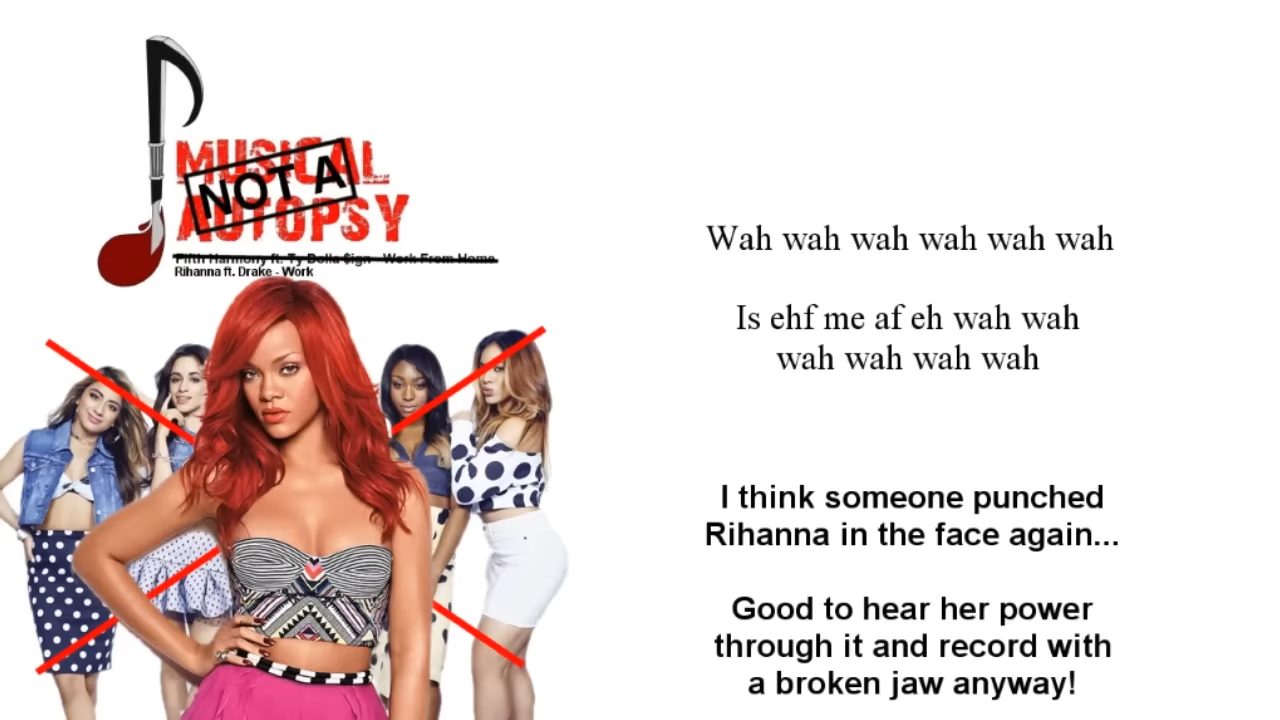 MUSICAL
NOT A
AUTOPSY
Fifth Harmony ft. Ty Dolla $ign - Work From Home
Rihanna ft. Drake - Work
Wah wah wah wah wah wah
Is ehf me af eh wah wah
wah wah wah wah
I think someone punched
Rihanna in the face again...
Good to hear her power
through it and record with
a broken jaw anyway!